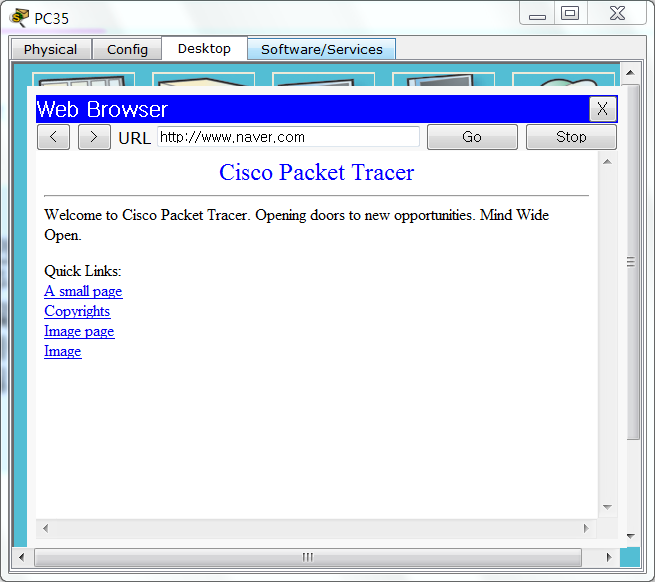 PC35
Physical Config Desktop Software/Services
Web Browser X
< > URL http://www.naver.com Go Stop
Cisco Packet Tracer
Welcome to Cisco Packet Tracer. Opening doors to new opportunities. Mind Wide
Open.
Quick Links:
A small page
Copyrights
Image page
Image